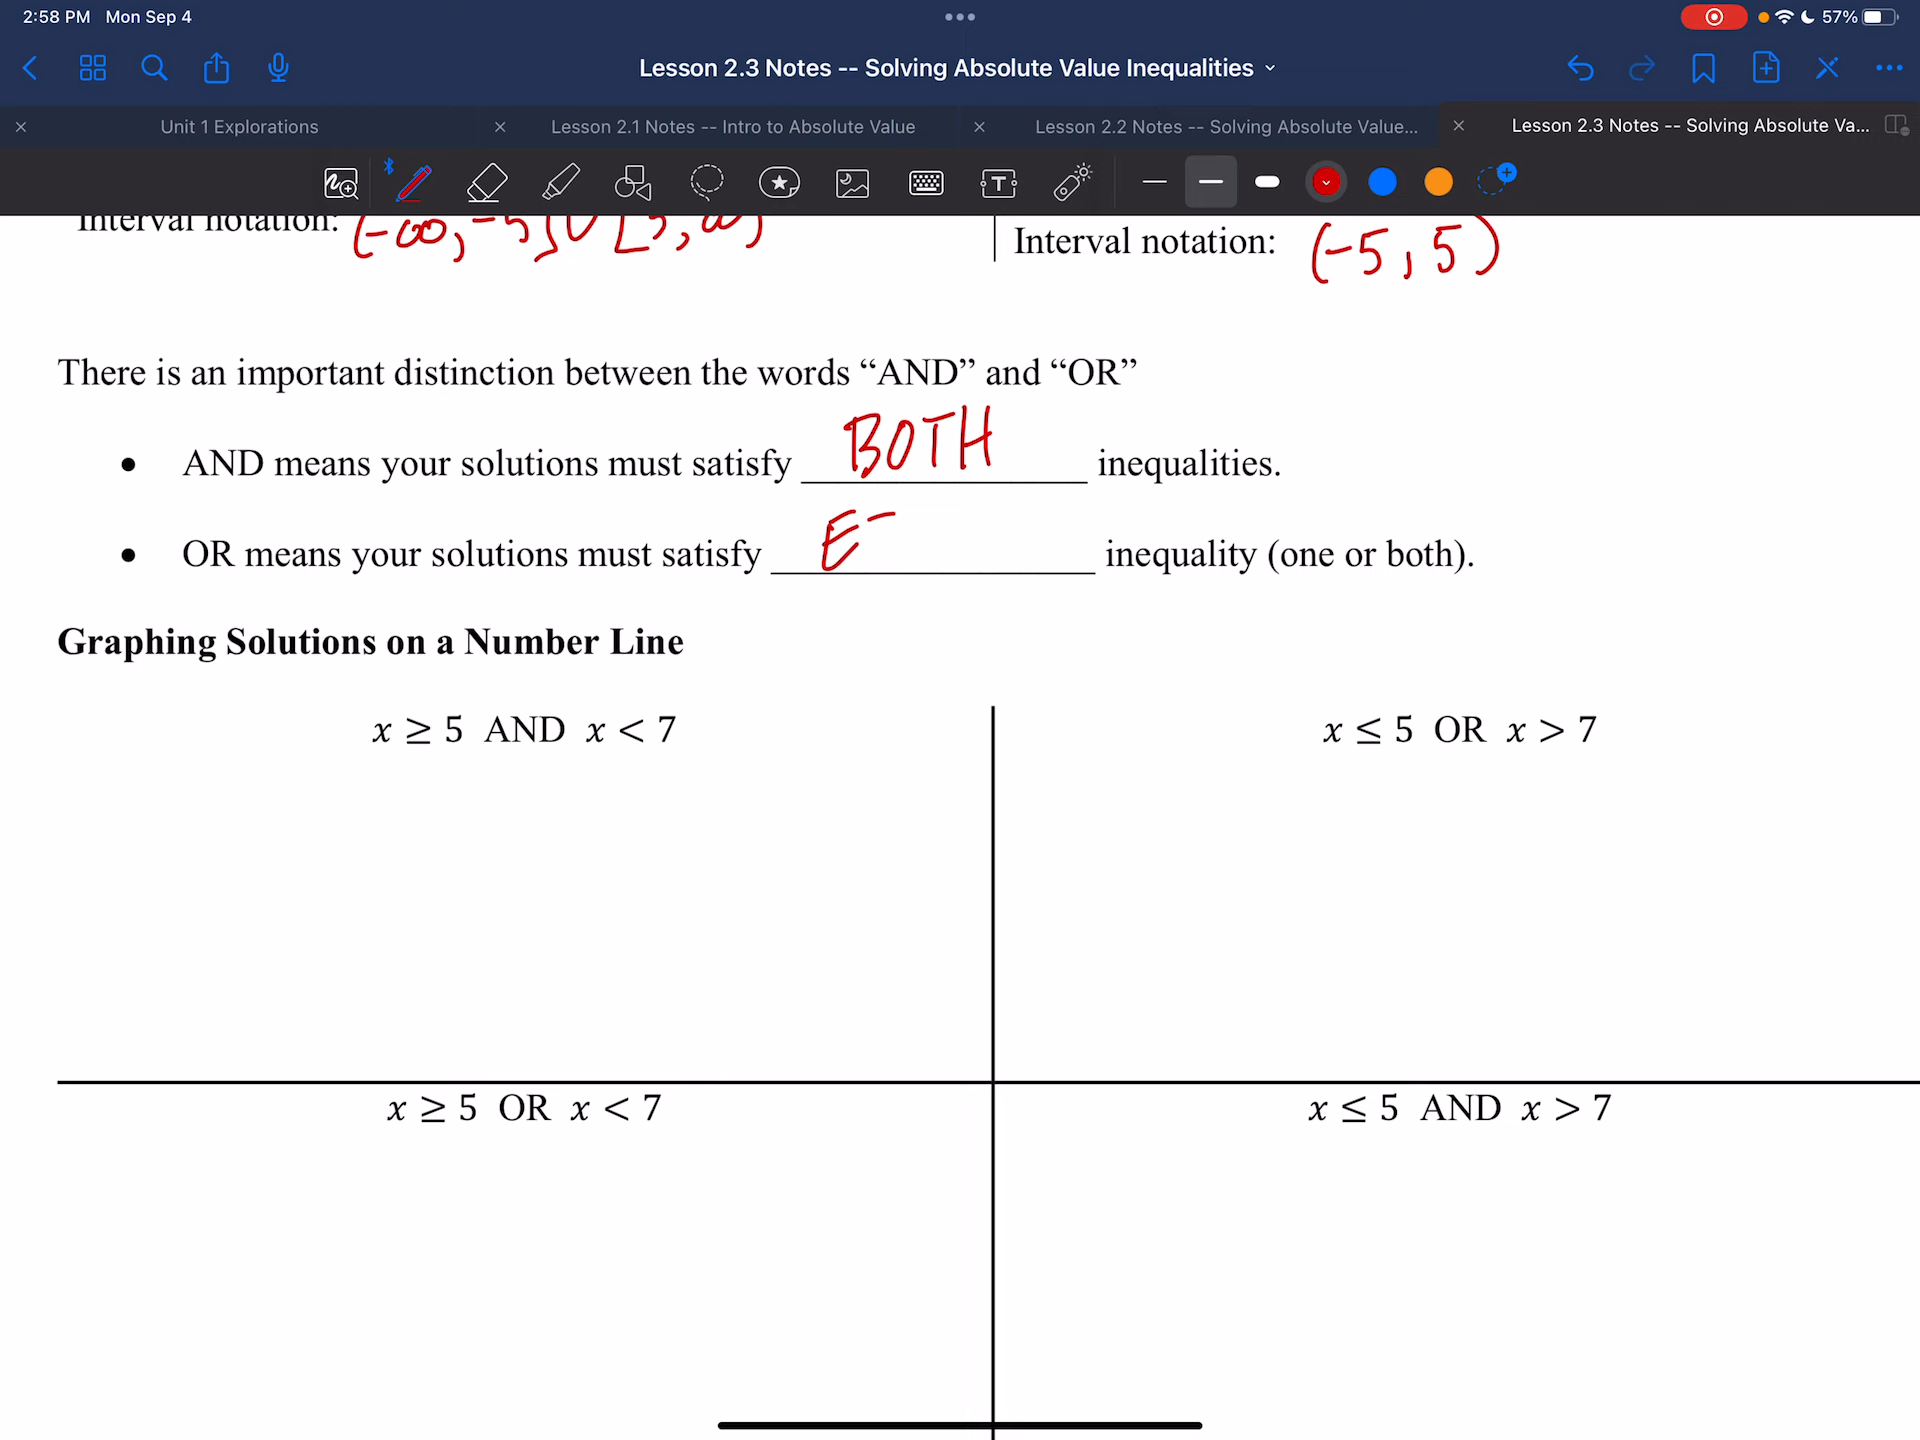 2:58 PM Mon Sep 4
57%
Lesson 2.3 Notes -- Solving Absolute Value Inequalities
Unit 1 Explorations
Lesson 2.1 Notes -- Intro to Absolute Value
Lesson 2.2 Notes -- Solving Absolute Value...
Lesson 2.3 Notes -- Solving Absolute Va...
T
Interval notation: (-∞, -5] ∪ [5, ∞)
Interval notation: (-5, 5)
There is an important distinction between the words “AND” and “OR”
• AND means your solutions must satisfy BOTH inequalities.
• OR means your solutions must satisfy E inequality (one or both).
Graphing Solutions on a Number Line
x ≥ 5 AND x < 7
x ≤ 5 OR x > 7
x ≥ 5 OR x < 7
x ≤ 5 AND x > 7